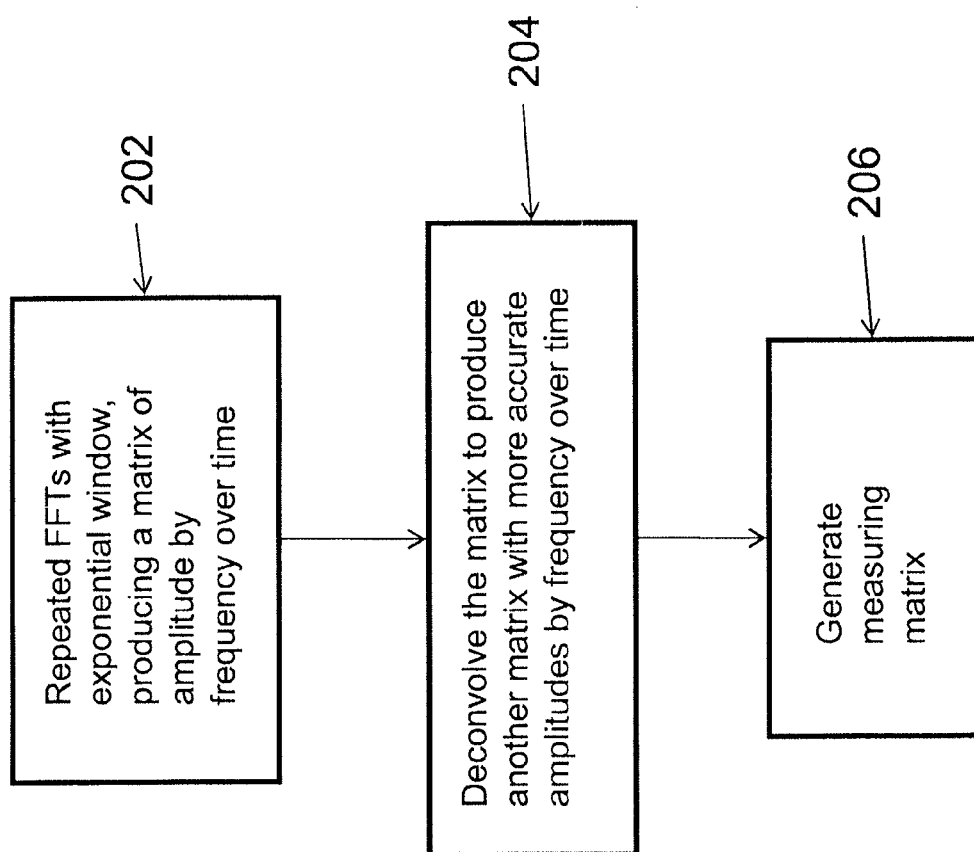 Repeated FFTs with
exponential window,
producing a matrix of
amplitude by
frequency over time
202
Deconvolve the matrix to produce
another matrix with more accurate
amplitudes by frequency over time
204
Generate
measuring
matrix
206